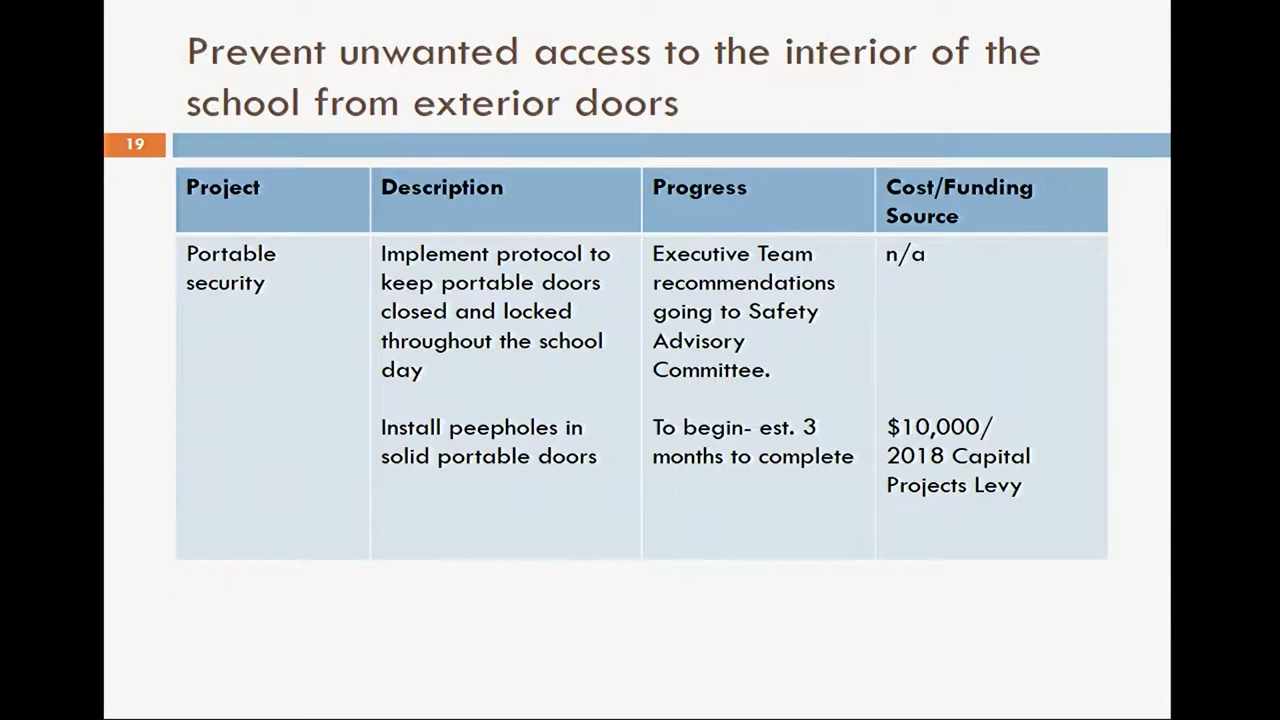 Prevent unwanted access to the interior of the
school from exterior doors
19
Project
Description
Progress
Cost/Funding
Source
Portable
security
Implement protocol to
keep portable doors
closed and locked
throughout the school
day
Executive Team
recommendations
going to Safety
Advisory
Committee.
n/a
Install peepholes in
solid portable doors
To begin- est. 3
months to complete
$10,000/
2018 Capital
Projects Levy